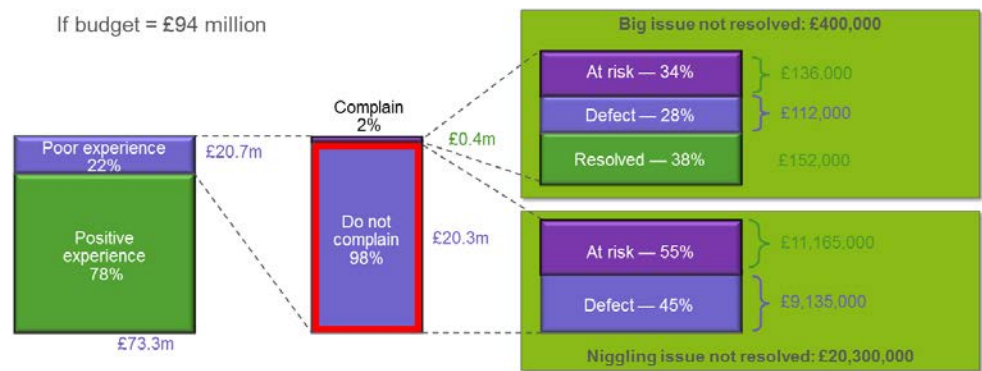 If budget = £94 million
Poor experience
22%
£20.7m
Positive
experience
78%
£73.3m
Complain
2%
£0.4m
Do not
complain
98%
£20.3m
Big issue not resolved: £400,000
At risk — 34%
£136,000
Defect — 28%
£112,000
Resolved — 38%
£152,000
At risk — 55%
£11,165,000
Defect — 45%
£9,135,000
Niggling issue not resolved: £20,300,000